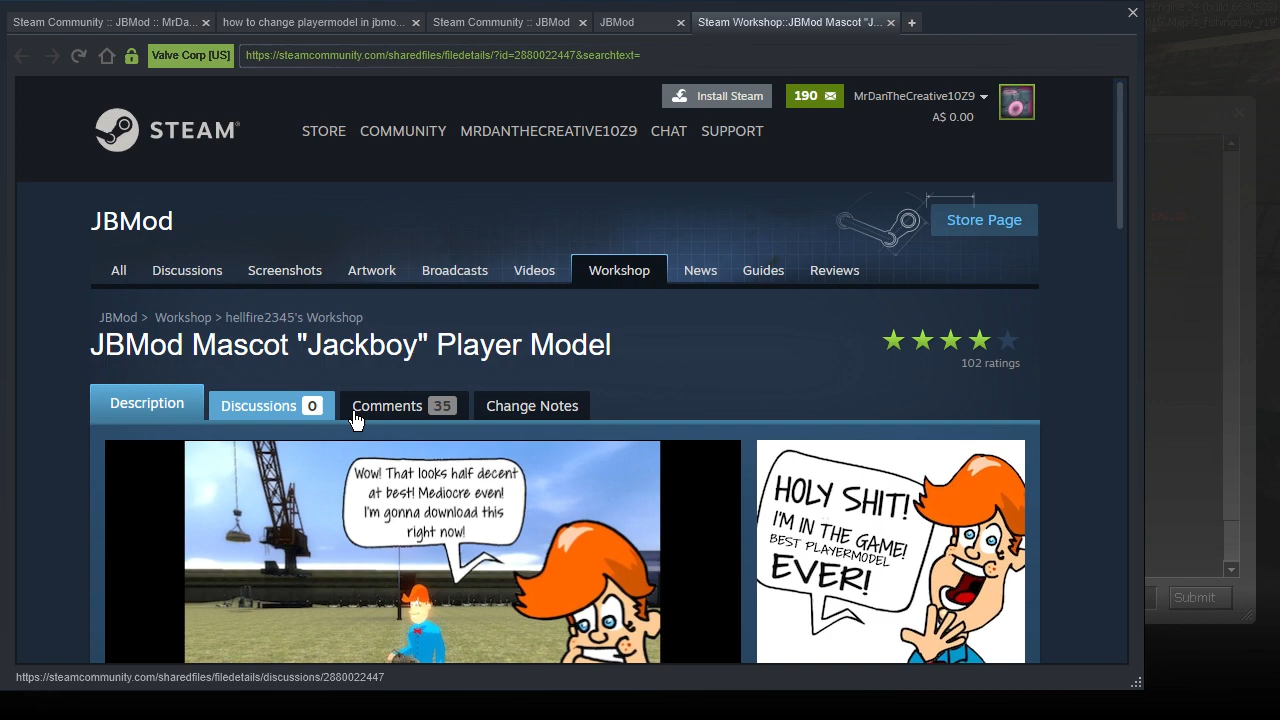 Steam Community :: JBMod :: MrDa... ×
how to change playermodel in jbmo... ×
Steam Community :: JBMod ×
JBMod ×
Steam Workshop::JBMod Mascot "J... ×
+
Valve Corp [US]
https://steamcommunity.com/sharedfiles/filedetails/?id=2880022447&searchtext=
Install Steam
190
MrDanTheCreative10Z9
A$ 0.00
STEAM
STORE COMMUNITY MRDANTHECREATIVE10Z9 CHAT SUPPORT
JBMod
Store Page
All Discussions Screenshots Artwork Broadcasts Videos Workshop News Guides Reviews
JBMod > Workshop > hellfire2345's Workshop
JBMod Mascot "Jackboy" Player Model
102 ratings
Description Discussions 0 Comments 35 Change Notes
Wow! That looks half decent
at best! Mediocre even!
I'm gonna download this
right now!
HOLY SHIT!
I'M IN THE GAME!
BEST PLAYERMODEL
EVER!
Submit
https://steamcommunity.com/sharedfiles/filedetails/discussions/2880022447